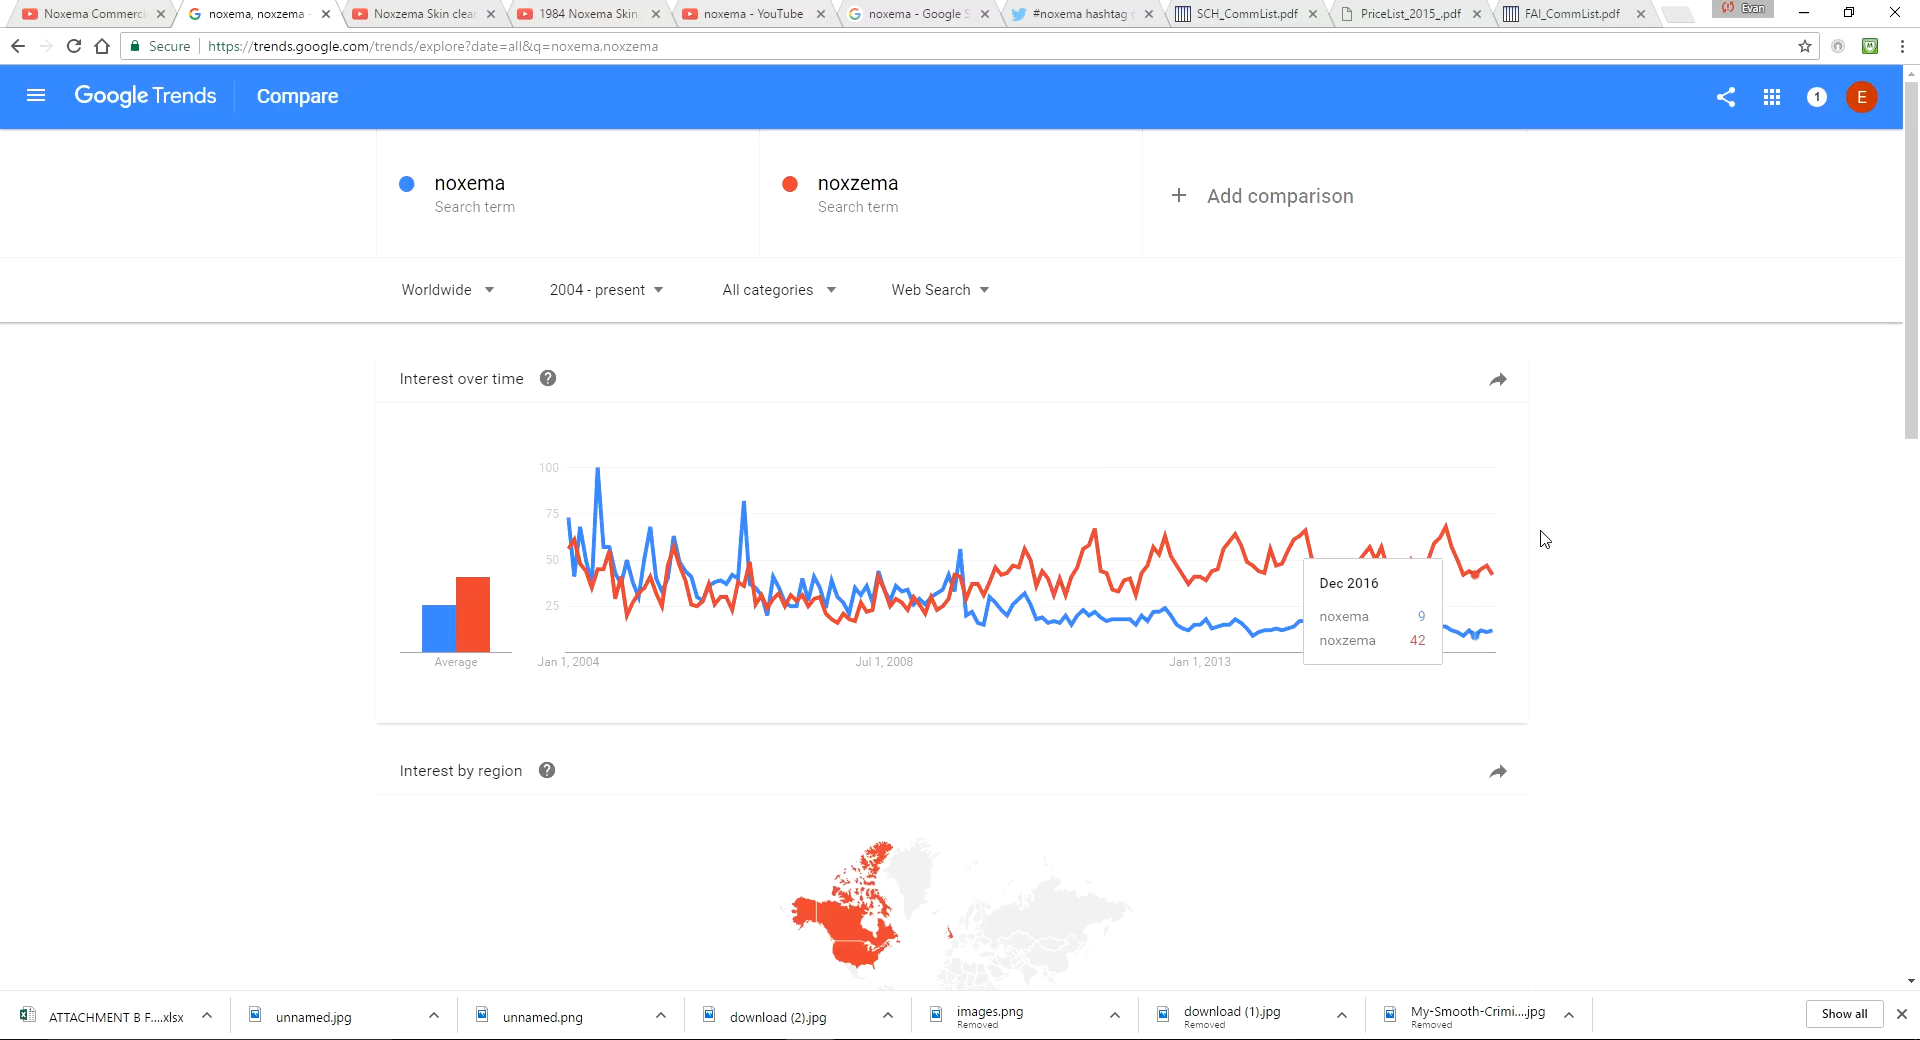 Noxema Commerci
noxema, noxzema -
Noxzema Skin clean
1984 Noxema Skin
noxema - YouTube
noxema - Google S
#noxema hashtag o
SCH_CommList.pdf
PriceList_2015_.pdf
FAI_CommList.pdf
Evan
Secure
https://trends.google.com/trends/explore?date=all&q=noxema,noxzema
Google Trends
Compare
1
E
noxema
Search term
noxzema
Search term
+ Add comparison
Worldwide
2004 - present
All categories
Web Search
Interest over time ?
100
75
50
25
Average
Jan 1, 2004
Jul 1, 2008
Jan 1, 2013
Dec 2016
noxema 9
noxzema 42
Interest by region ?
ATTACHMENT B F....xlsx
unnamed.jpg
unnamed.png
download (2).jpg
images.png
Removed
download (1).jpg
Removed
My-Smooth-Crimi....jpg
Removed
Show all